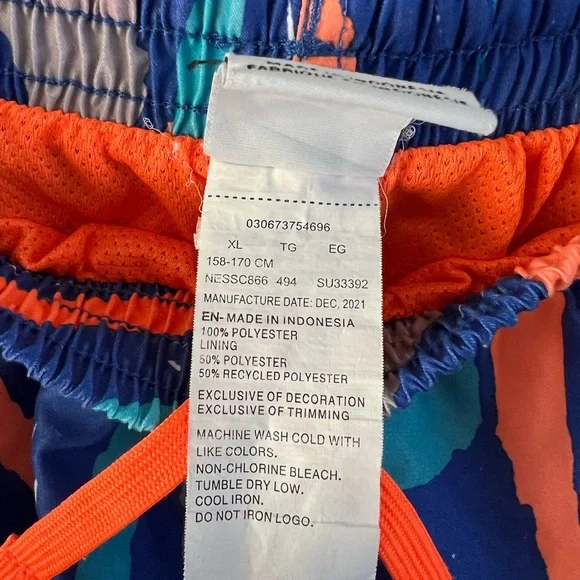 FABRIQUÉ
030673754696
XL TG EG
158-170 CM
NESSC866 494 SU33392
MANUFACTURE DATE: DEC, 2021
EN- MADE IN INDONESIA
100% POLYESTER
LINING
50% POLYESTER
50% RECYCLED POLYESTER
EXCLUSIVE OF DECORATION
EXCLUSIVE OF TRIMMING
MACHINE WASH COLD WITH
LIKE COLORS.
NON-CHLORINE BLEACH.
TUMBLE DRY LOW.
COOL IRON.
DO NOT IRON LOGO.